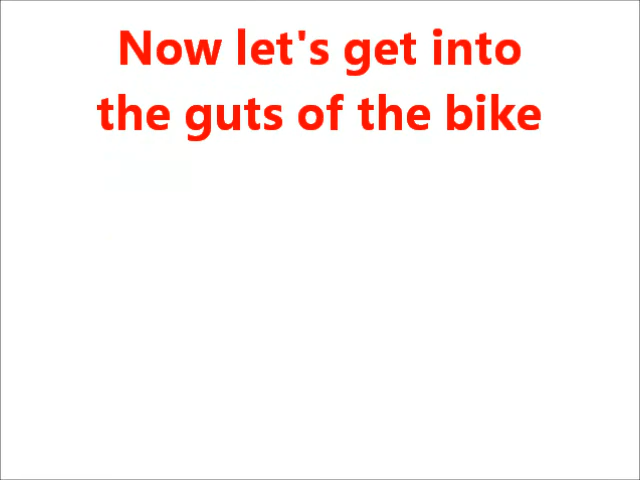 Now let's get into
the guts of the bike